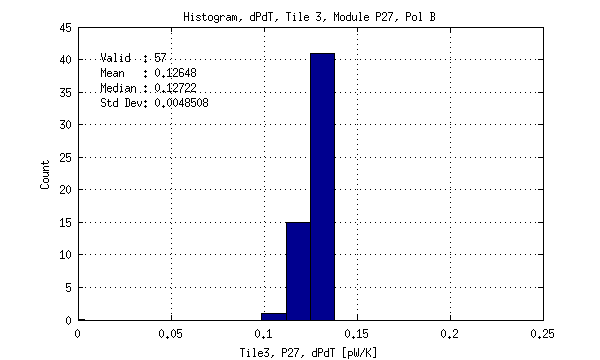 Histogram, dPdT, Tile 3, Module P27, Pol B
45
40
35
30
25
20
15
10
5
0
Count
Valid : 57
Mean : 0.12648
Median : 0.12722
Std Dev: 0.0048508
0 0.05 0.1 0.15 0.2 0.25
Tile3, P27, dPdT [pW/K]